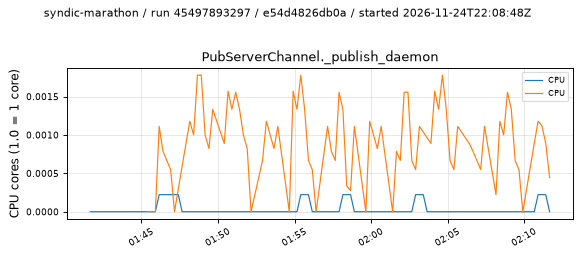 syndic-marathon / run 45497893297 / e54d4826db0a / started 2026-11-24T22:08:48Z
PubServerChannel._publish_daemon
CPU cores (1.0 = 1 core)
0.0015
0.0010
0.0005
0.0000
CPU
CPU
01:45
01:50
01:55
02:00
02:05
02:10